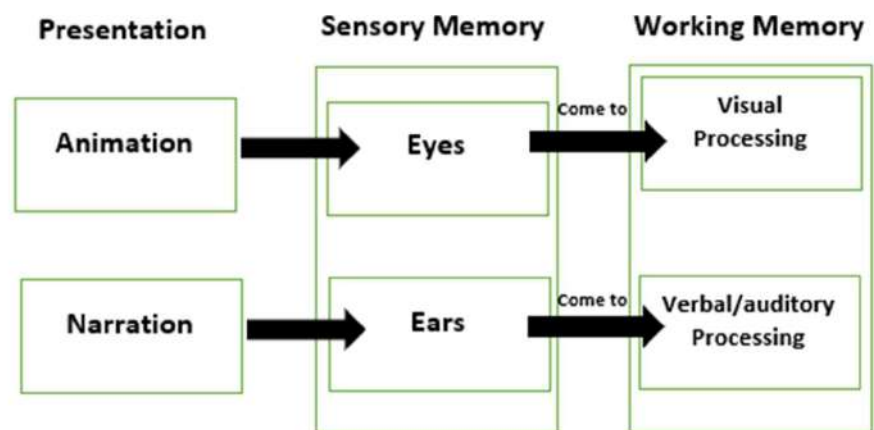 Presentation
Sensory Memory
Working Memory
Animation
Eyes
Come to
Visual
Processing
Narration
Ears
Come to
Verbal/auditory
Processing